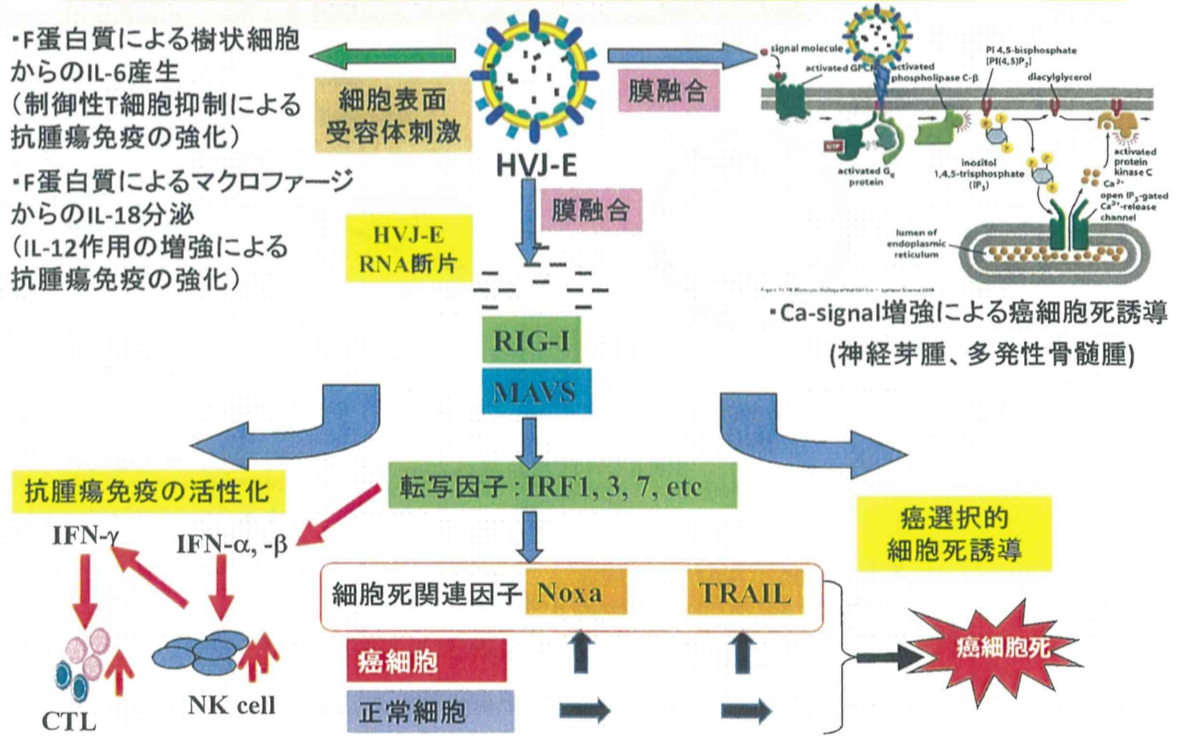 ・F蛋白質による樹状細胞
からのIL-6産生
（制御性T細胞抑制による
抗腫瘍免疫の強化）
・F蛋白質によるマクロファージ
からのIL-18分泌
（IL-12作用の増強による
抗腫瘍免疫の強化）
細胞表面
受容体刺激
HVJ-E
膜融合
signal molecule
activated GPCR
activated
phospholipase C-β
PI 4,5-bisphosphate
[PI(4,5)P₂]
diacylglycerol
GTP
activated Gq
protein
inositol
1,4,5-trisphosphate
(IP₃)
activated
protein
kinase C
Ca²⁺
open IP₃-gated
Ca²⁺-release
channel
lumen of
endoplasmic
reticulum
・Ca-signal増強による癌細胞死誘導
(神経芽腫、多発性骨髄腫)
膜融合
HVJ-E
RNA断片
RIG-I
MAVS
転写因子：IRF1, 3, 7, etc
抗腫瘍免疫の活性化
IFN-γ
IFN-α, -β
CTL
NK cell
癌選択的
細胞死誘導
細胞死関連因子 Noxa TRAIL
癌細胞
正常細胞
癌細胞死